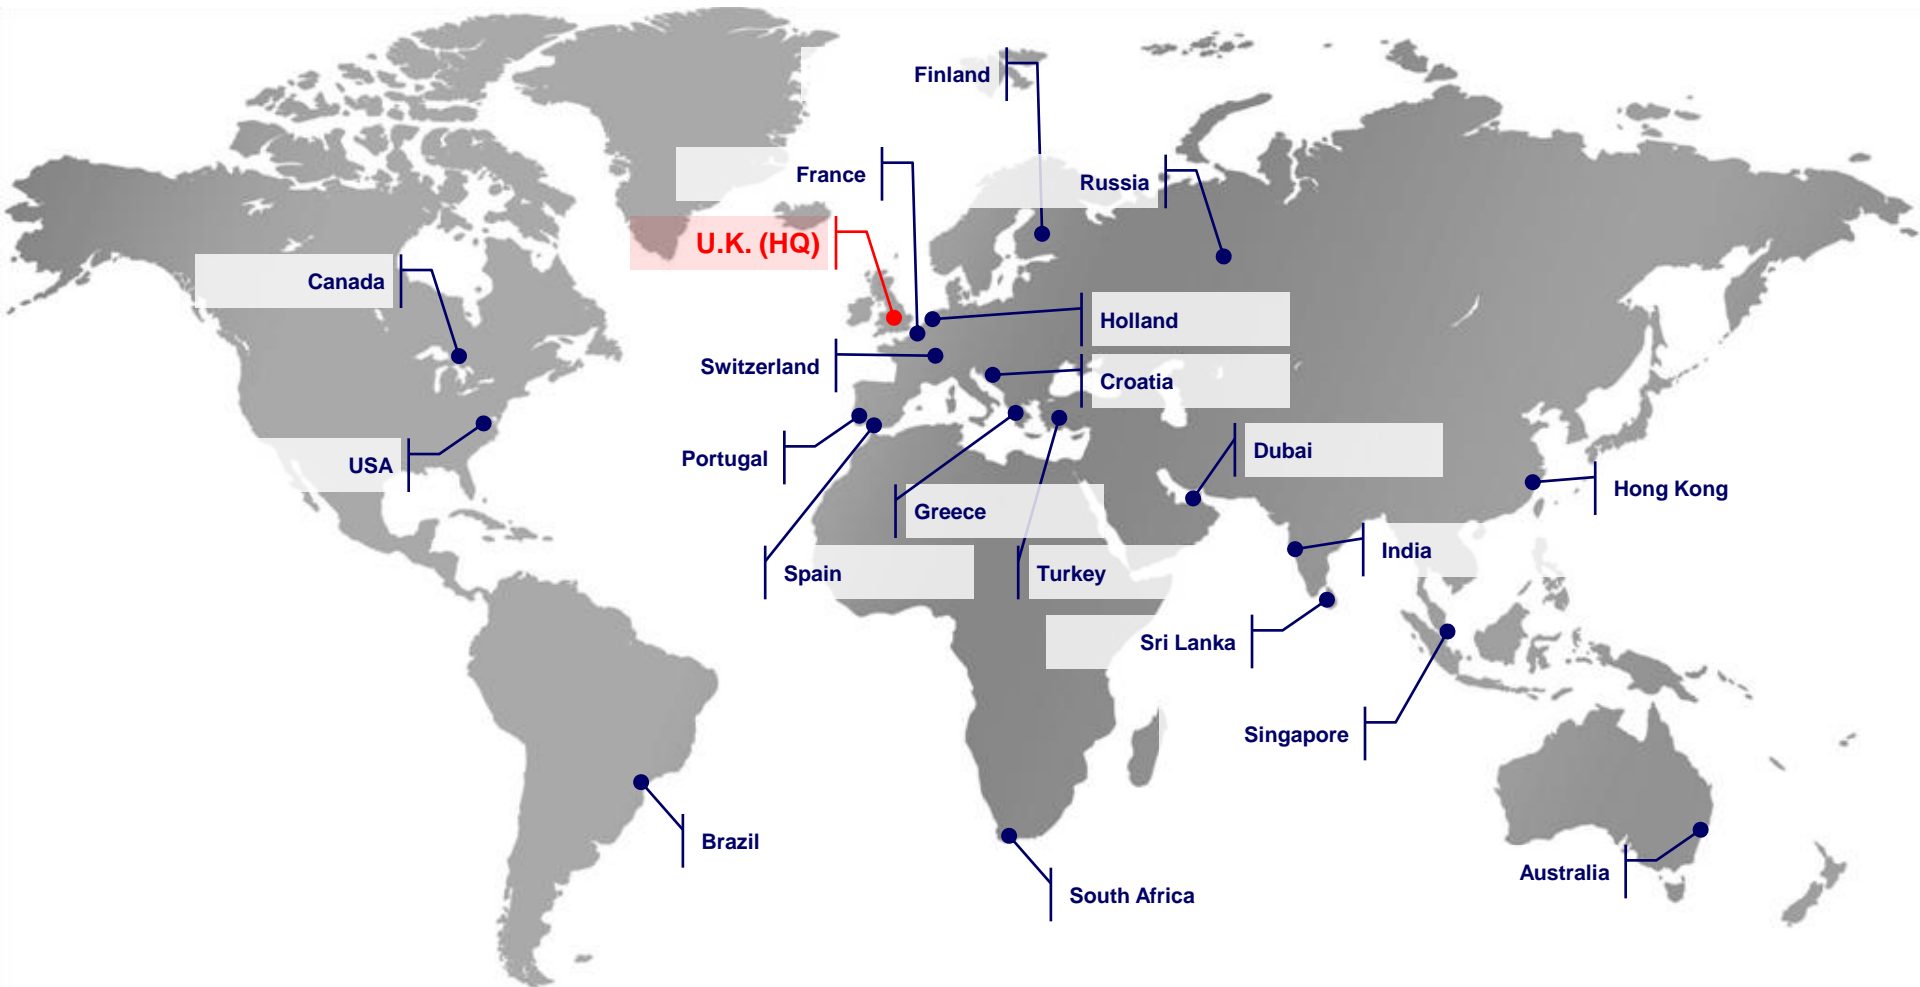 Finland
France
Russia
U.K. (HQ)
Canada
Holland
Switzerland
Croatia
USA
Portugal
Dubai
Hong Kong
Greece
India
Spain
Turkey
Sri Lanka
Singapore
Brazil
Australia
South Africa